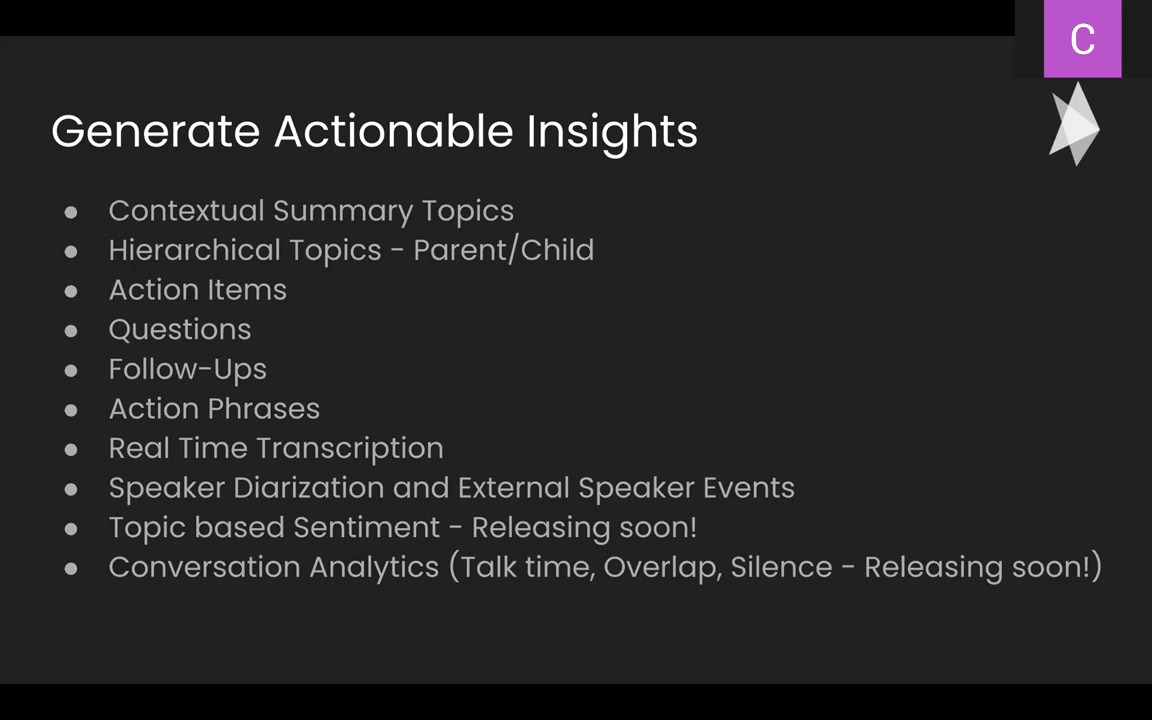 C
Generate Actionable Insights
● Contextual Summary Topics
● Hierarchical Topics - Parent/Child
● Action Items
● Questions
● Follow-Ups
● Action Phrases
● Real Time Transcription
● Speaker Diarization and External Speaker Events
● Topic based Sentiment - Releasing soon!
● Conversation Analytics (Talk time, Overlap, Silence - Releasing soon!)